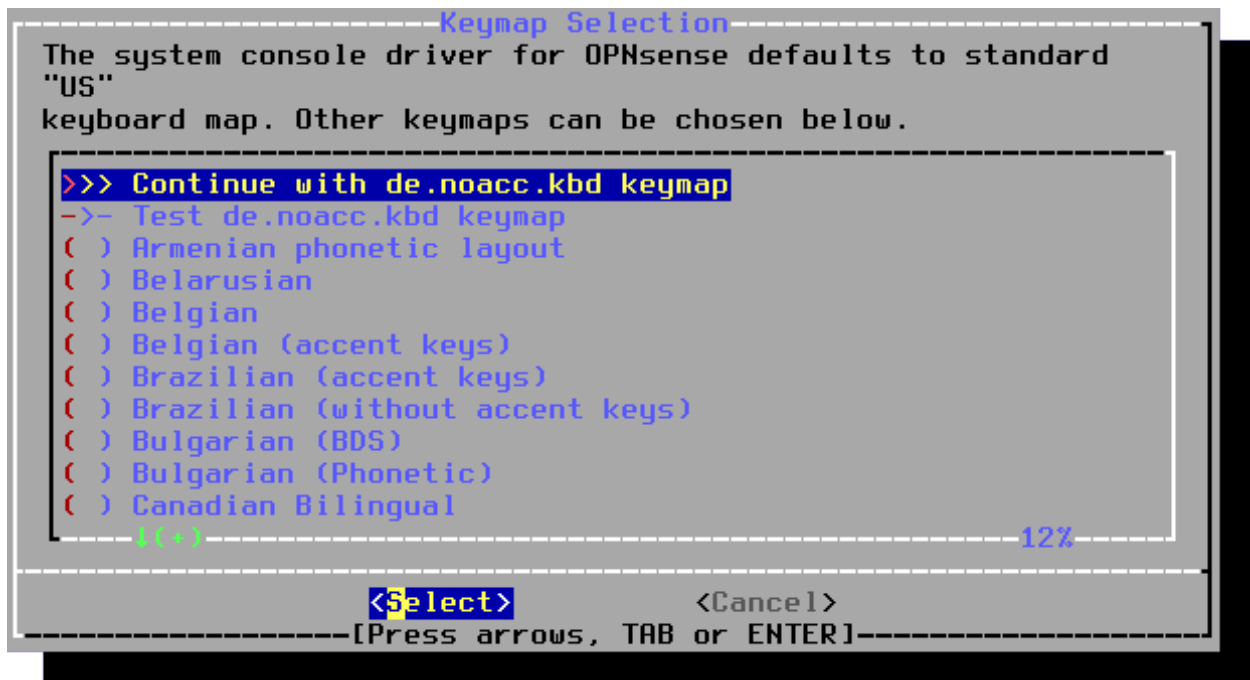 Keymap Selection
The system console driver for OPNsense defaults to standard
"US"
keyboard map. Other keymaps can be chosen below.
>>> Continue with de.noacc.kbd keymap
->- Test de.noacc.kbd keymap
( ) Armenian phonetic layout
( ) Belarusian
( ) Belgian
( ) Belgian (accent keys)
( ) Brazilian (accent keys)
( ) Brazilian (without accent keys)
( ) Bulgarian (BDS)
( ) Bulgarian (Phonetic)
( ) Canadian Bilingual
↓(+) 12%
<Select> <Cancel>
[Press arrows, TAB or ENTER]